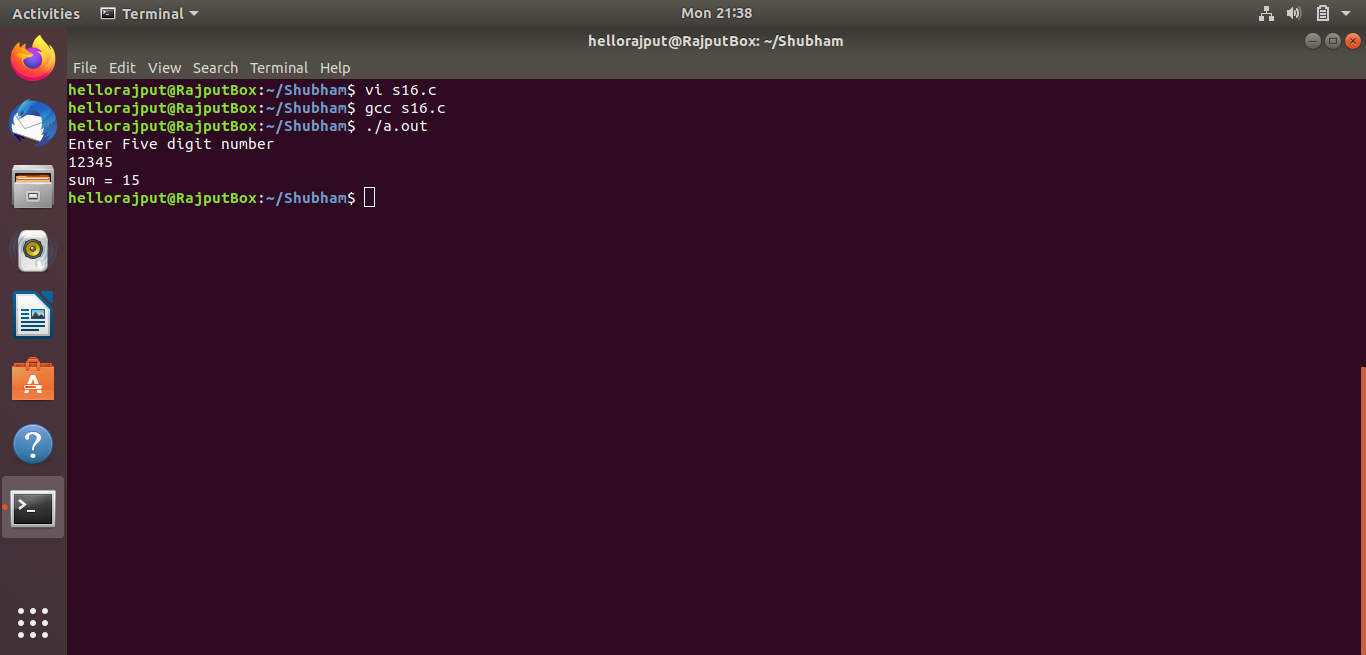 Activities Terminal Mon 21:38
hellorajput@RajputBox: ~/Shubham
File Edit View Search Terminal Help
hellorajput@RajputBox:~/Shubham$ vi s16.c
hellorajput@RajputBox:~/Shubham$ gcc s16.c
hellorajput@RajputBox:~/Shubham$ ./a.out
Enter Five digit number
12345
sum = 15
hellorajput@RajputBox:~/Shubham$